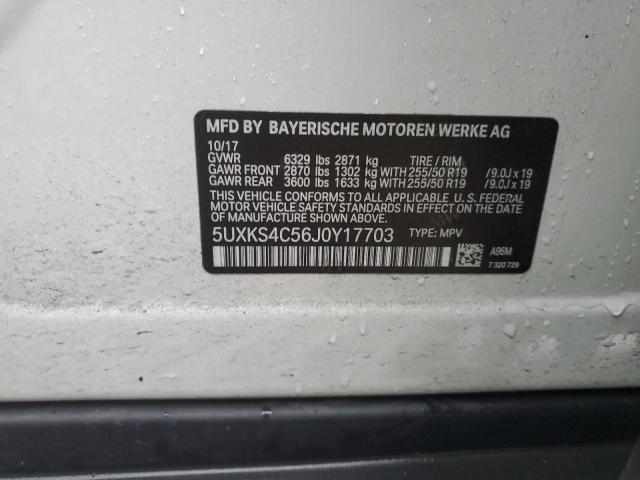 MFD BY BAYERISCHE MOTOREN WERKE AG
10/17
GVWR 6329 lbs 2871 kg TIRE / RIM
GAWR FRONT 2870 lbs 1302 kg WITH 255/50 R19 / 9.0J x 19
GAWR REAR 3600 lbs 1633 kg WITH 255/50 R19 / 9.0J x 19
THIS VEHICLE CONFORMS TO ALL APPLICABLE U. S. FEDERAL
MOTOR VEHICLE SAFETY STANDARDS IN EFFECT ON THE DATE OF
MANUFACTURE SHOWN ABOVE.
5UXKS4C56J0Y17703 TYPE: MPV
A96M
7 320 729